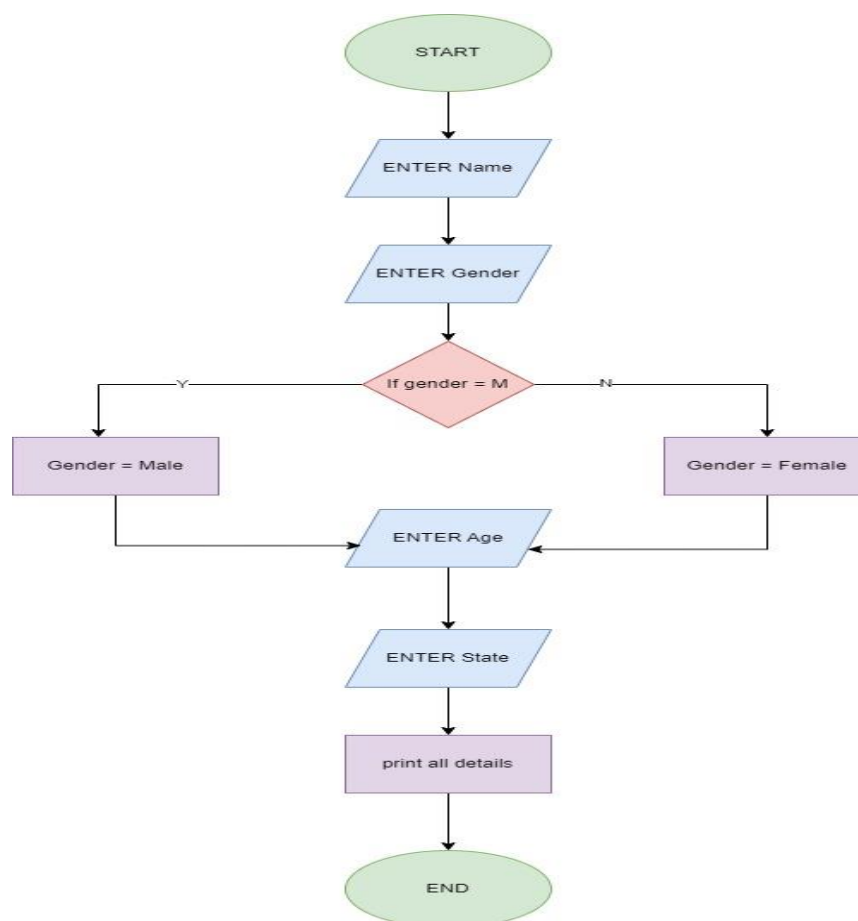 START
ENTER Name
ENTER Gender
If gender = M
Y
N
Gender = Male
Gender = Female
ENTER Age
ENTER State
print all details
END